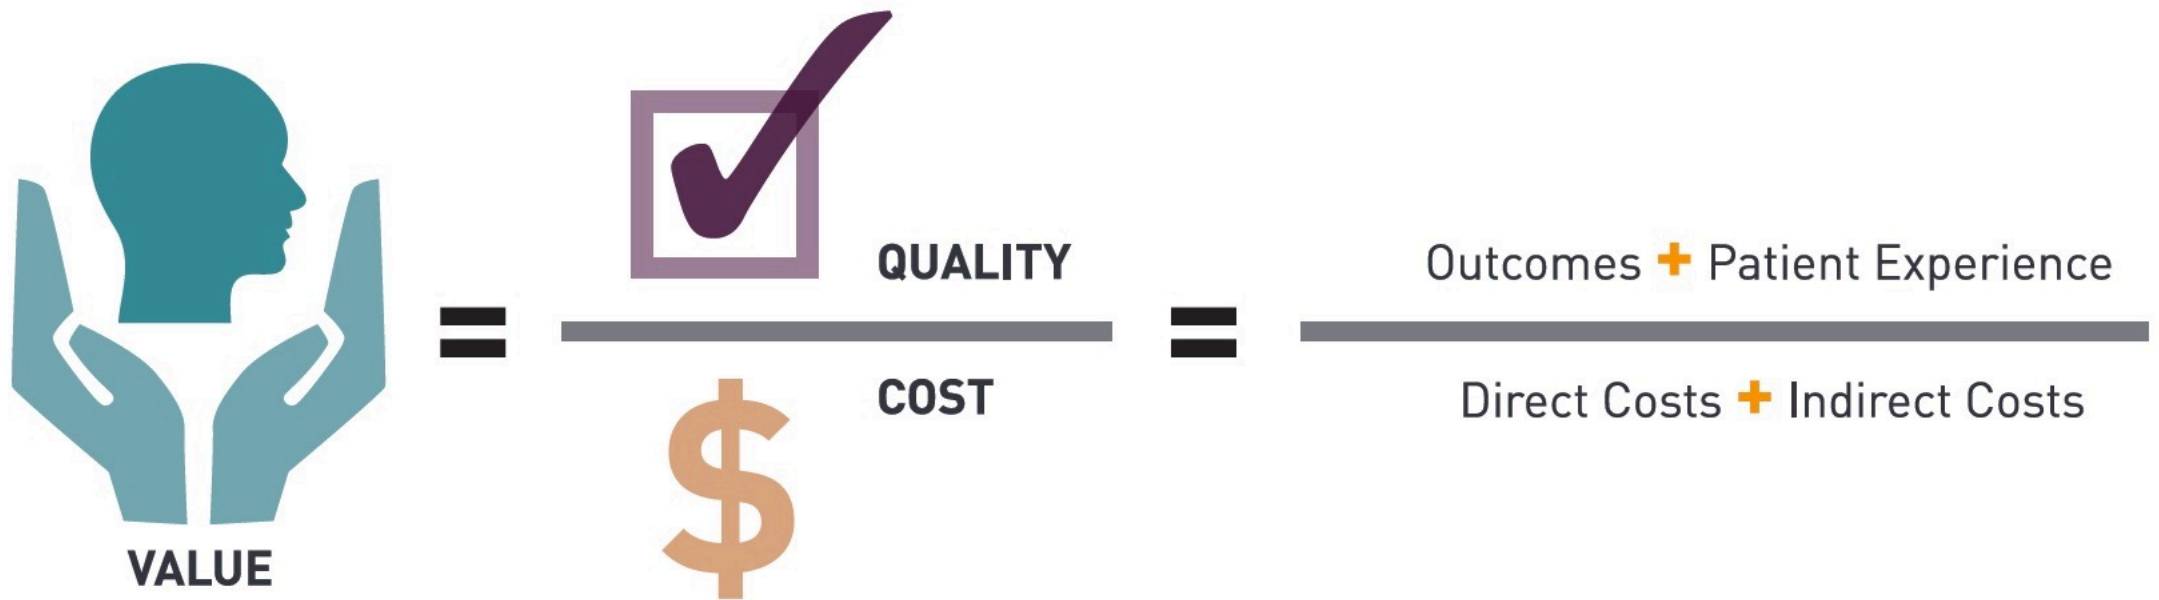 VALUE
=
QUALITY
COST
=
Outcomes + Patient Experience
Direct Costs + Indirect Costs
$